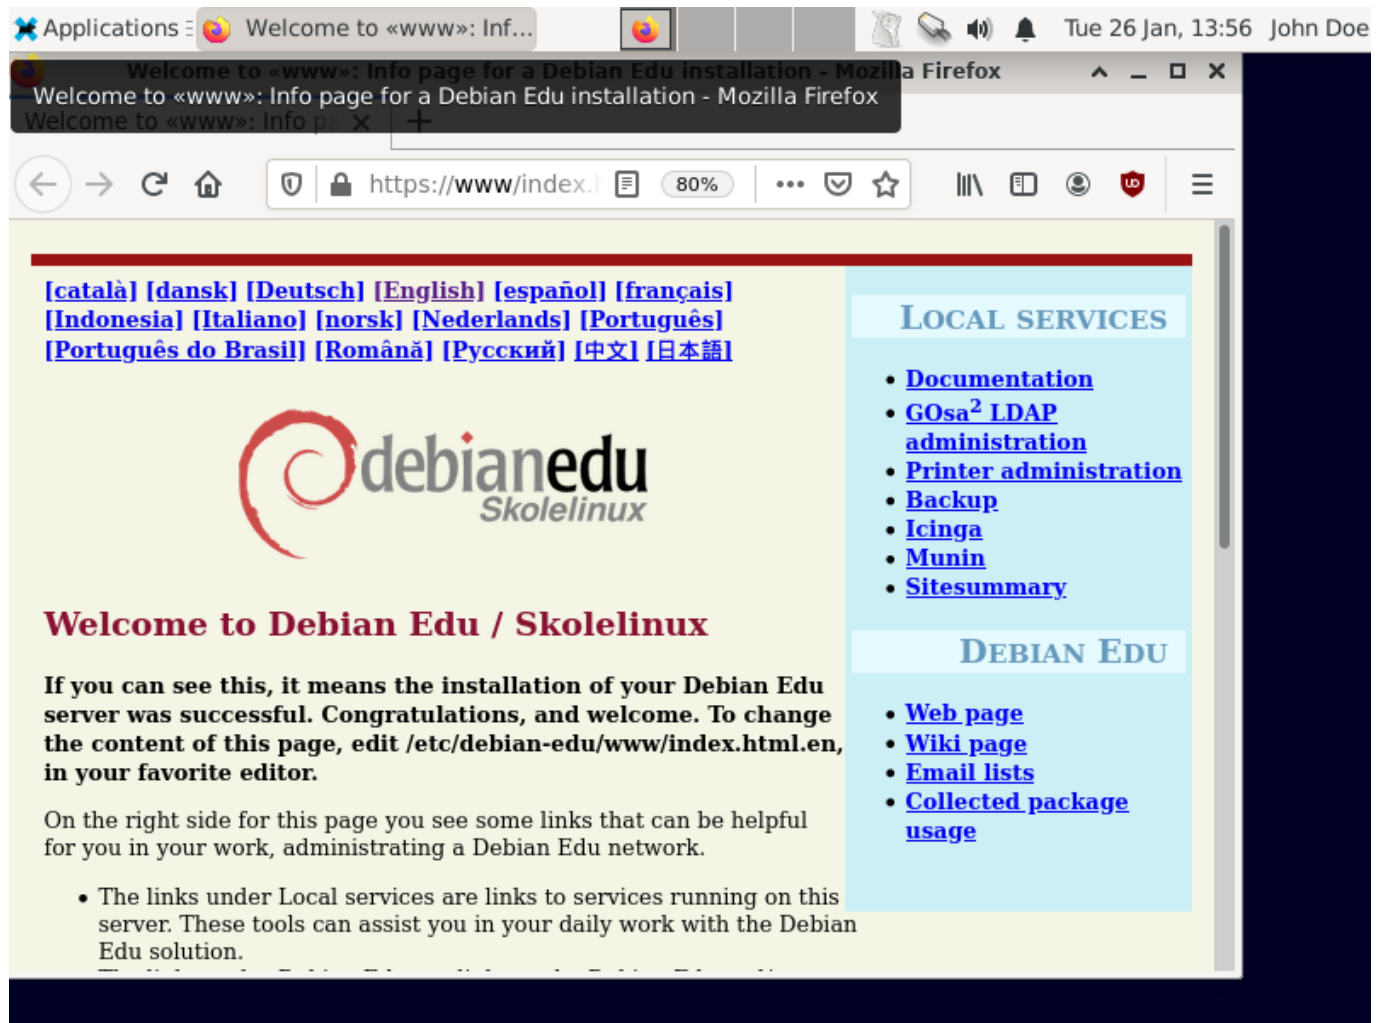 Applications
Welcome to «www»: Inf...
Tue 26 Jan, 13:56
John Doe
Welcome to «www»: Info page for a Debian Edu installation - Mozilla Firefox
Welcome to «www»: Info page for a Debian Edu installation - Mozilla Firefox
Welcome to «www»: Info pa
https://www/index.
80%
[català] [dansk] [Deutsch] [English] [español] [français]
[Indonesia] [Italiano] [norsk] [Nederlands] [Português]
[Português do Brasil] [Română] [Русский] [中文] [日本語]
debianedu
Skolelinux
Welcome to Debian Edu / Skolelinux
If you can see this, it means the installation of your Debian Edu
server was successful. Congratulations, and welcome. To change
the content of this page, edit /etc/debian-edu/www/index.html.en,
in your favorite editor.
On the right side for this page you see some links that can be helpful
for you in your work, administrating a Debian Edu network.
• The links under Local services are links to services running on this
server. These tools can assist you in your daily work with the Debian
Edu solution.
LOCAL SERVICES
• Documentation
• GOsa² LDAP
administration
• Printer administration
• Backup
• Icinga
• Munin
• Sitesummary
DEBIAN EDU
• Web page
• Wiki page
• Email lists
• Collected package
usage